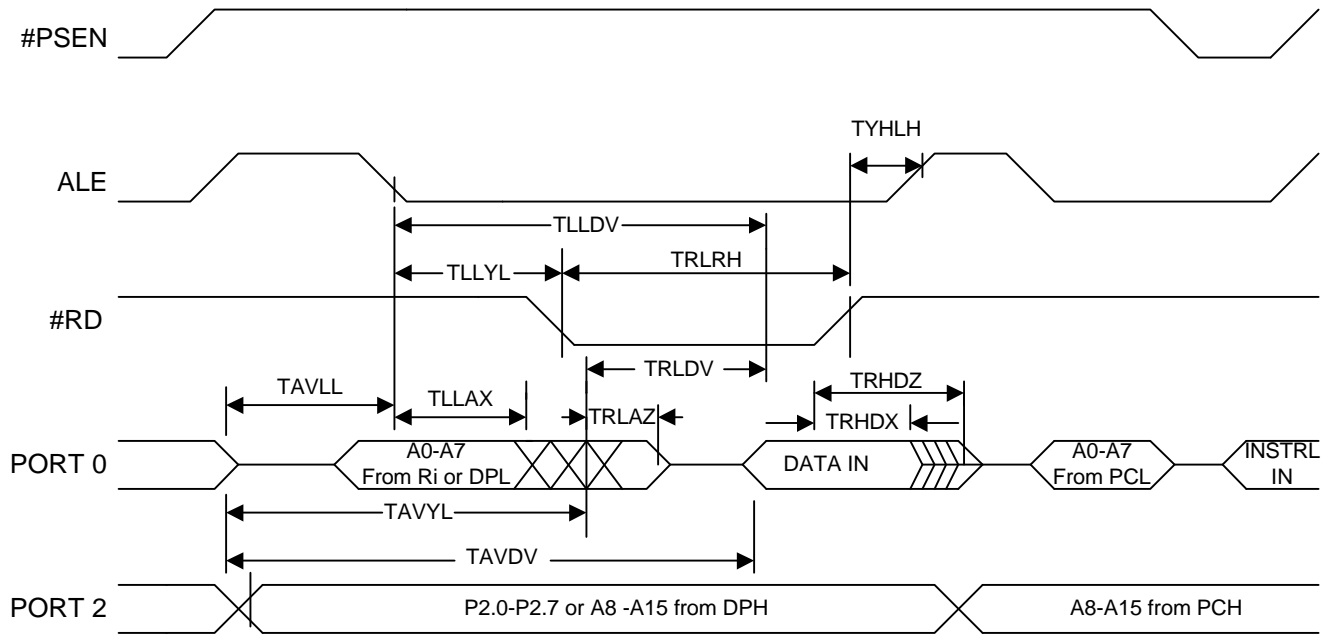 #PSEN
TYHLH
ALE
TLLDV
TLLYL
TRLRH
#RD
TRLDV
TAVLL
TLLAX
TRLAZ
TRHDZ
TRHDX
PORT 0
A0-A7
From Ri or DPL
DATA IN
A0-A7
From PCL
INSTRL
IN
TAVYL
TAVDV
PORT 2
P2.0-P2.7 or A8 -A15 from DPH
A8-A15 from PCH